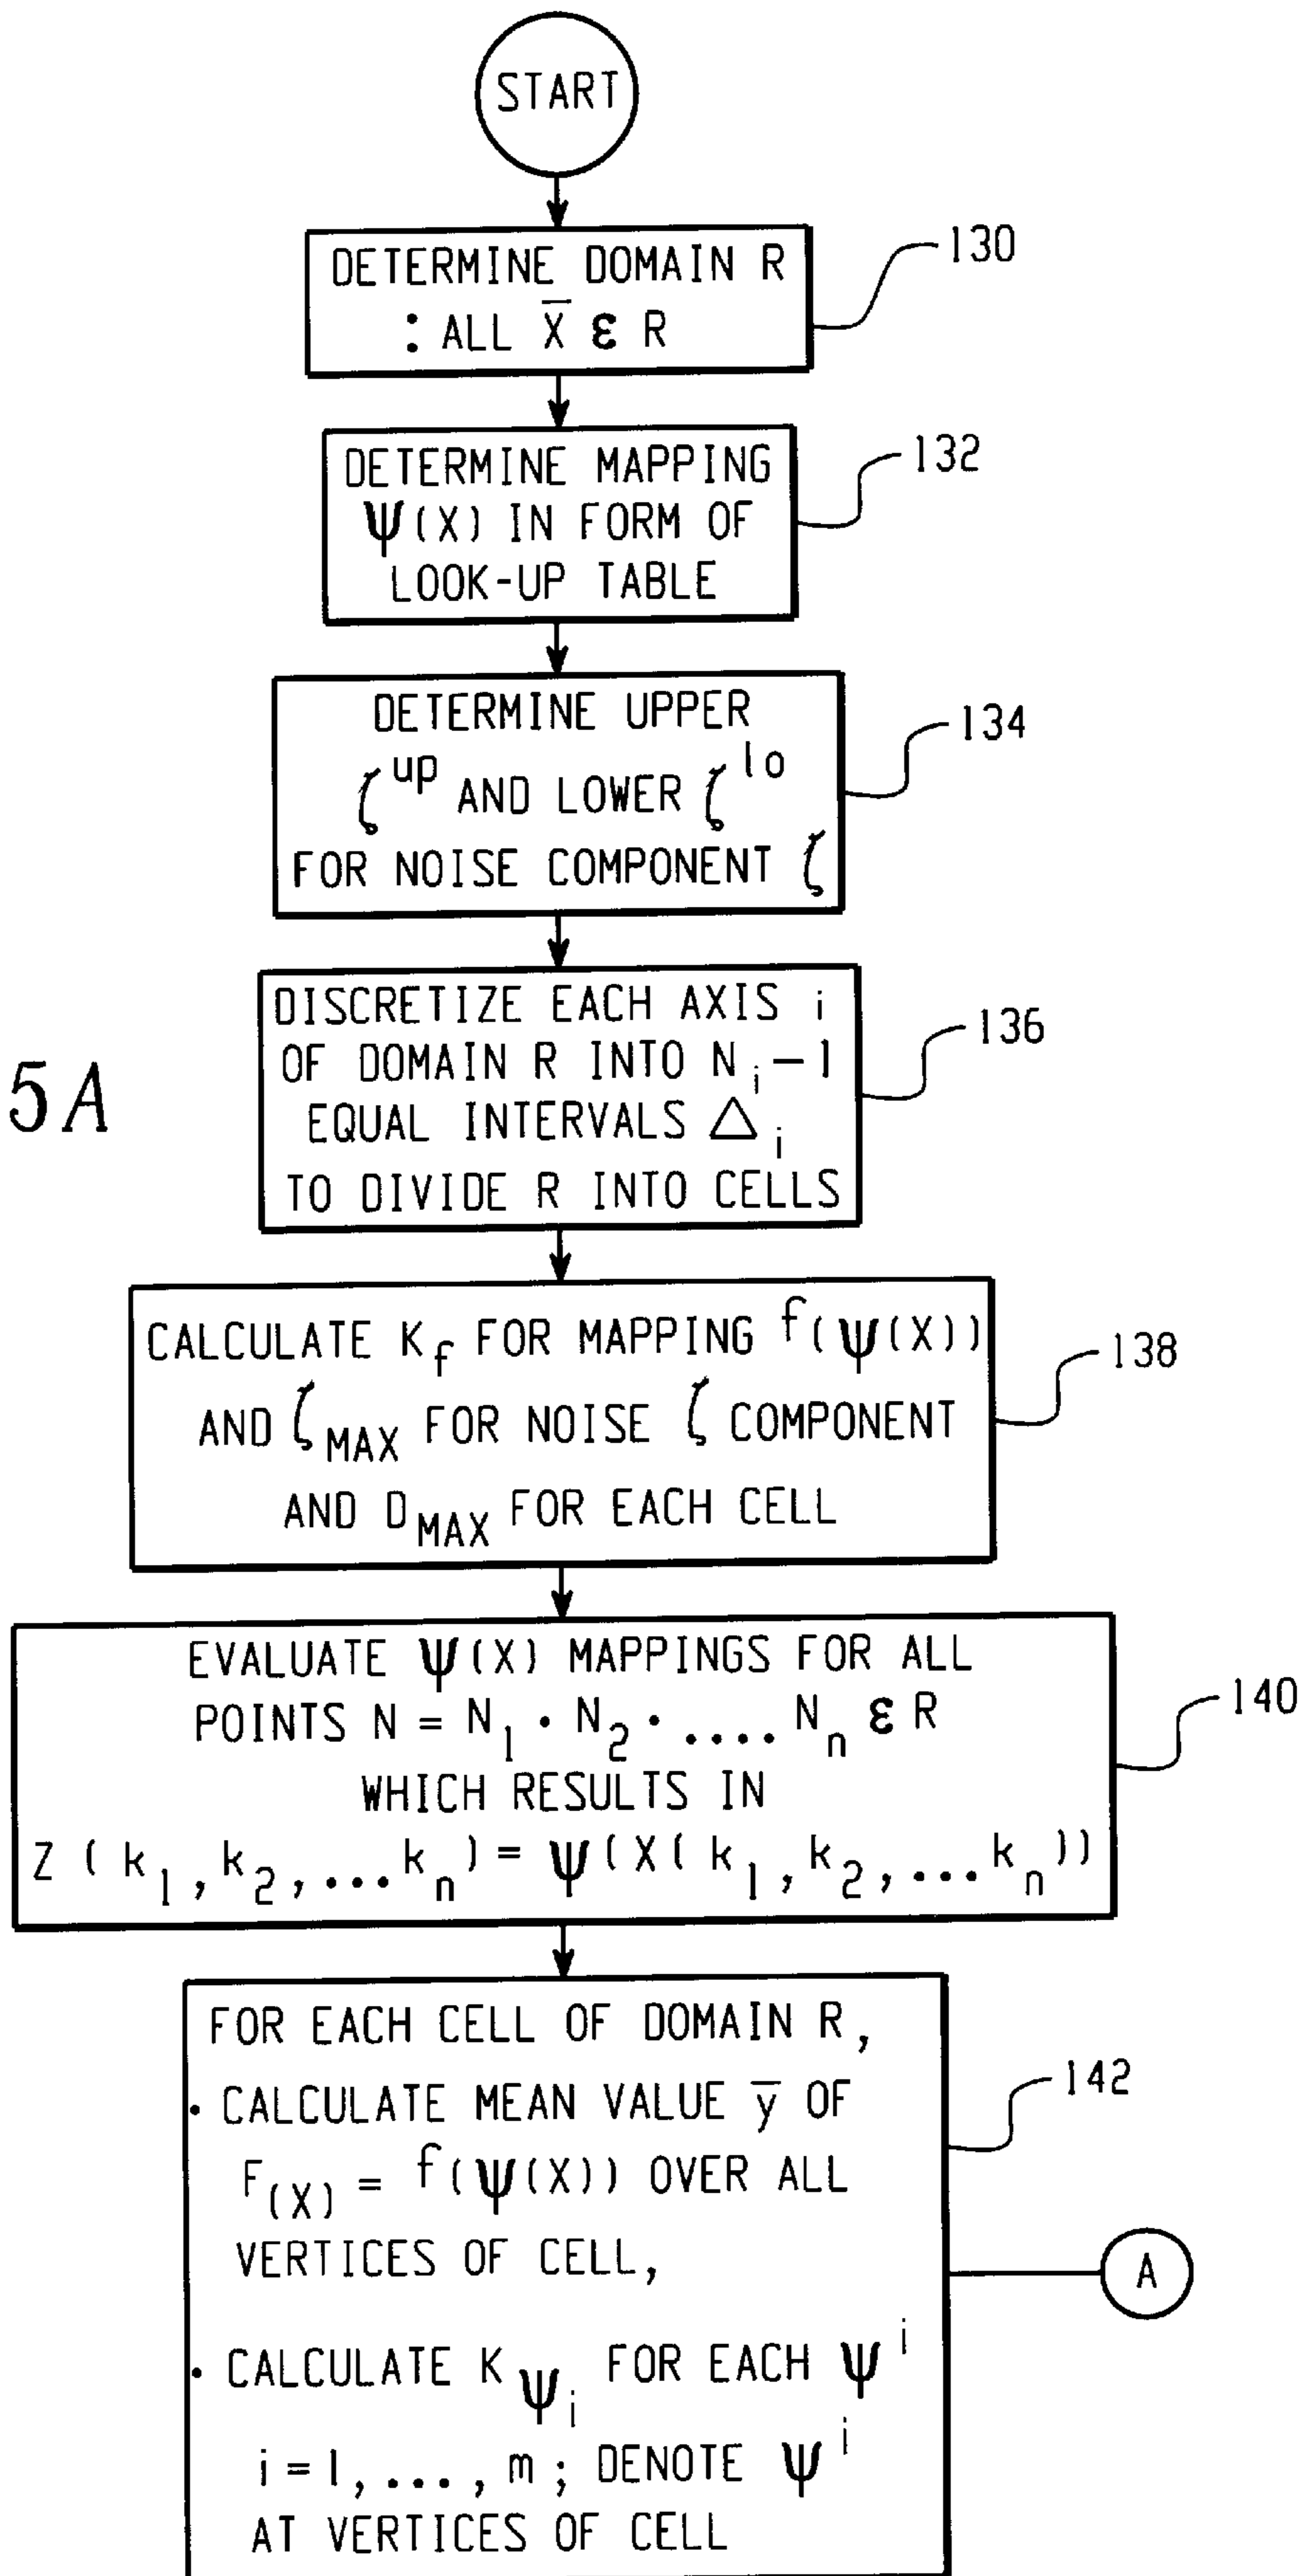 START
DETERMINE DOMAIN R
: ALL X̅ ε R
130
DETERMINE MAPPING
Ψ(X) IN FORM OF
LOOK-UP TABLE
132
DETERMINE UPPER
ζ^up AND LOWER ζ^lo
FOR NOISE COMPONENT ζ
134
5A
DISCRETIZE EACH AXIS i
OF DOMAIN R INTO N_i - 1
EQUAL INTERVALS Δ_i
TO DIVIDE R INTO CELLS
136
CALCULATE K_f FOR MAPPING f(Ψ(X))
AND ζ_MAX FOR NOISE ζ COMPONENT
AND D_MAX FOR EACH CELL
138
EVALUATE Ψ(X) MAPPINGS FOR ALL
POINTS N = N_1 · N_2 · .... N_n ε R
WHICH RESULTS IN
Z(k_1, k_2, ... k_n) = Ψ(X(k_1, k_2, ... k_n))
140
FOR EACH CELL OF DOMAIN R,
· CALCULATE MEAN VALUE y̅ OF
F(X) = f(Ψ(X)) OVER ALL
VERTICES OF CELL,
· CALCULATE K_Ψ_i FOR EACH Ψ^i
i = 1, ..., m; DENOTE Ψ^i
AT VERTICES OF CELL
142
A